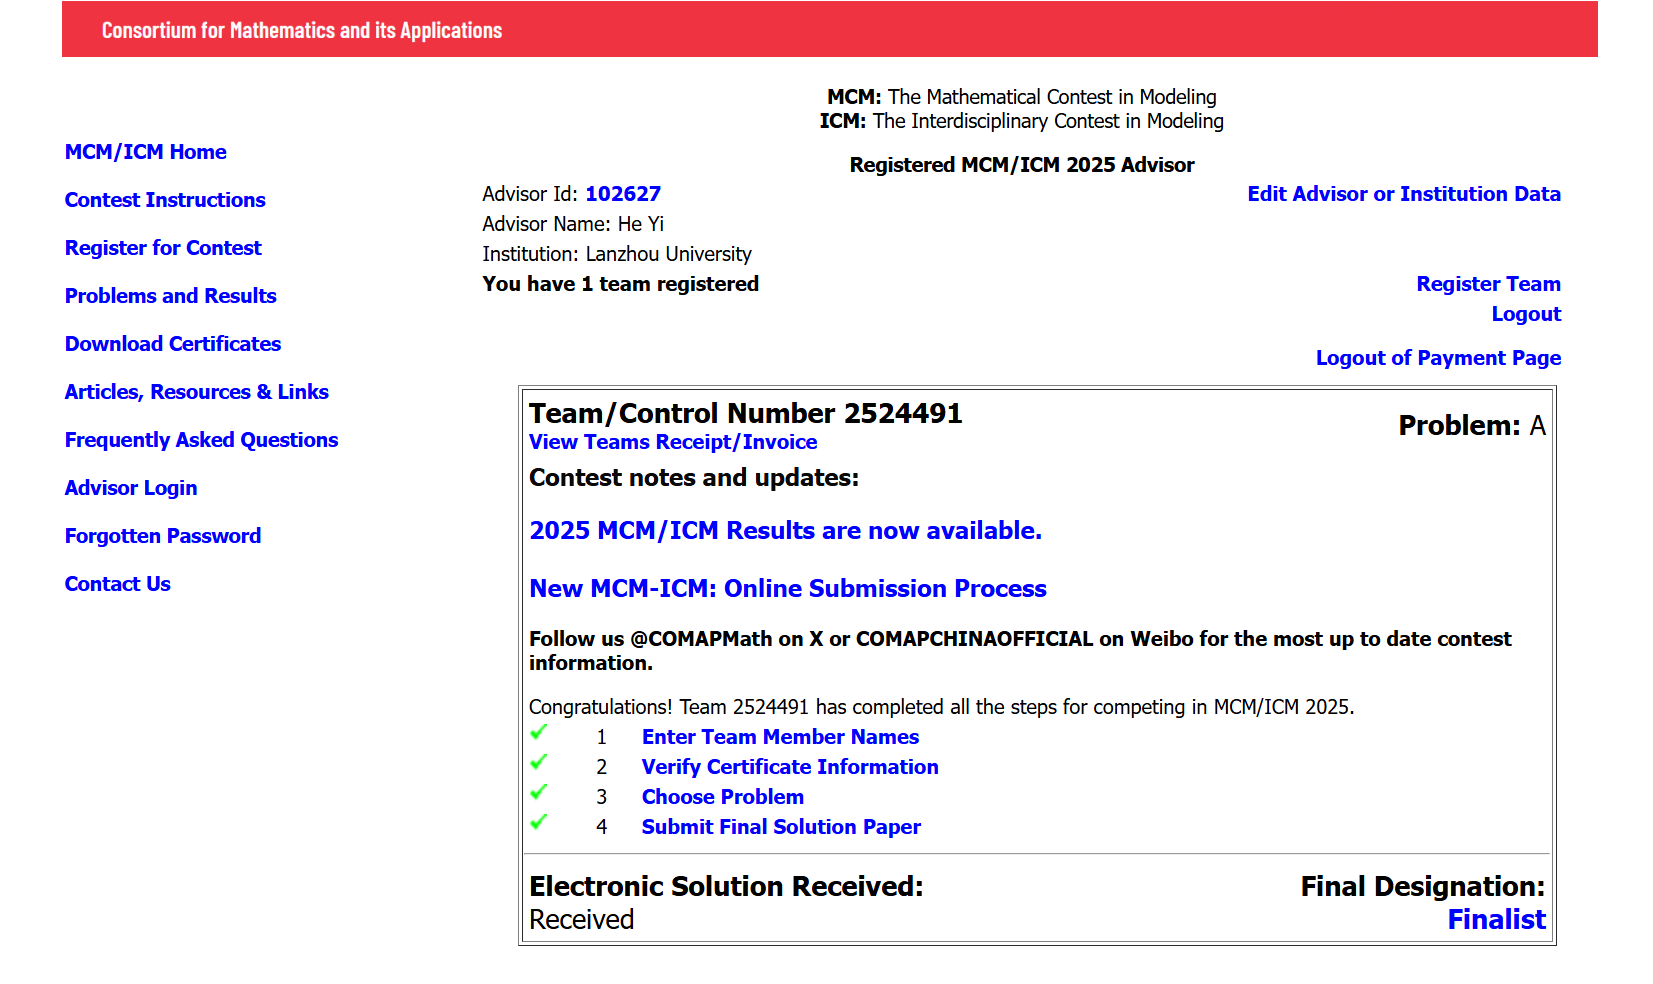 Consortium for Mathematics and its Applications
MCM: The Mathematical Contest in Modeling
ICM: The Interdisciplinary Contest in Modeling
MCM/ICM Home
Contest Instructions
Register for Contest
Problems and Results
Download Certificates
Articles, Resources & Links
Frequently Asked Questions
Advisor Login
Forgotten Password
Contact Us
Registered MCM/ICM 2025 Advisor
Advisor Id: 102627
Edit Advisor or Institution Data
Advisor Name: He Yi
Institution: Lanzhou University
You have 1 team registered
Register Team
Logout
Logout of Payment Page
Team/Control Number 2524491
Problem: A
View Teams Receipt/Invoice
Contest notes and updates:
2025 MCM/ICM Results are now available.
New MCM-ICM: Online Submission Process
Follow us @COMAPMath on X or COMAPCHINAOFFICIAL on Weibo for the most up to date contest
information.
Congratulations! Team 2524491 has completed all the steps for competing in MCM/ICM 2025.
1 Enter Team Member Names
2 Verify Certificate Information
3 Choose Problem
4 Submit Final Solution Paper
Electronic Solution Received:
Received
Final Designation:
Finalist